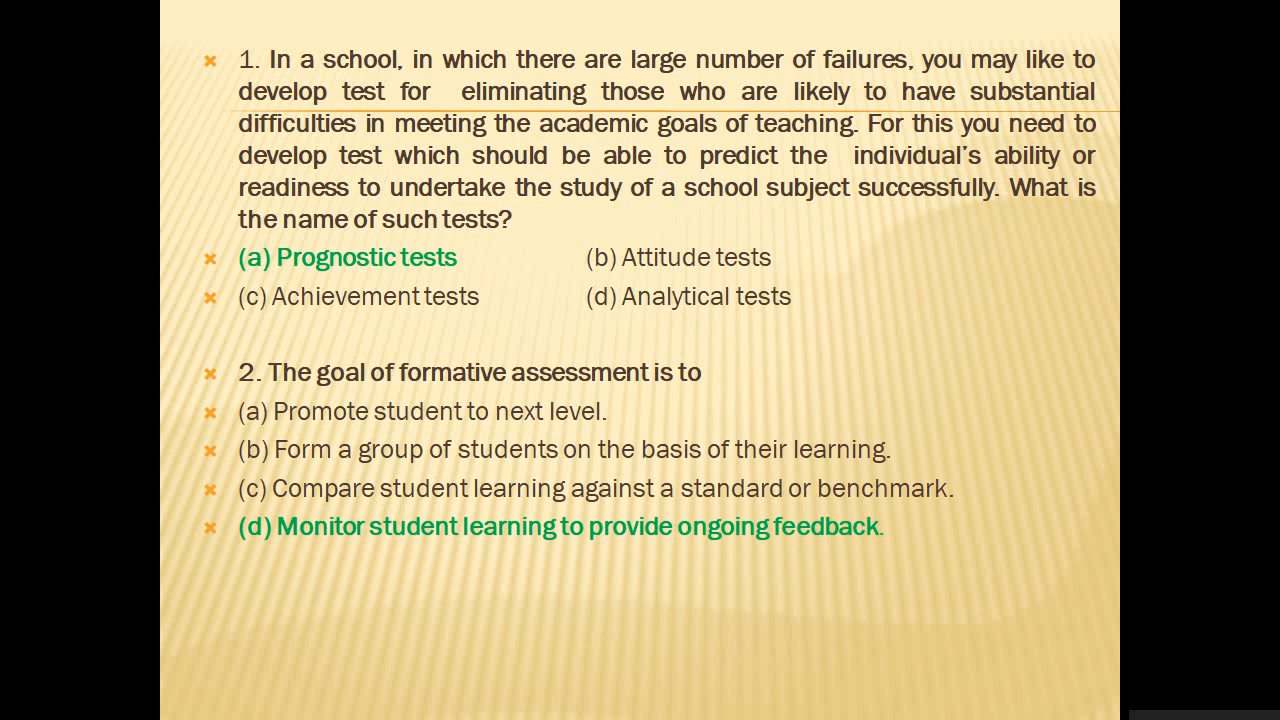 1. In a school, in which there are large number of failures, you may like to
develop test for eliminating those who are likely to have substantial
difficulties in meeting the academic goals of teaching. For this you need to
develop test which should be able to predict the individual's ability or
readiness to undertake the study of a school subject successfully. What is
the name of such tests?
(a) Prognostic tests (b) Attitude tests
(c) Achievement tests (d) Analytical tests
2. The goal of formative assessment is to
(a) Promote student to next level.
(b) Form a group of students on the basis of their learning.
(c) Compare student learning against a standard or benchmark.
(d) Monitor student learning to provide ongoing feedback.